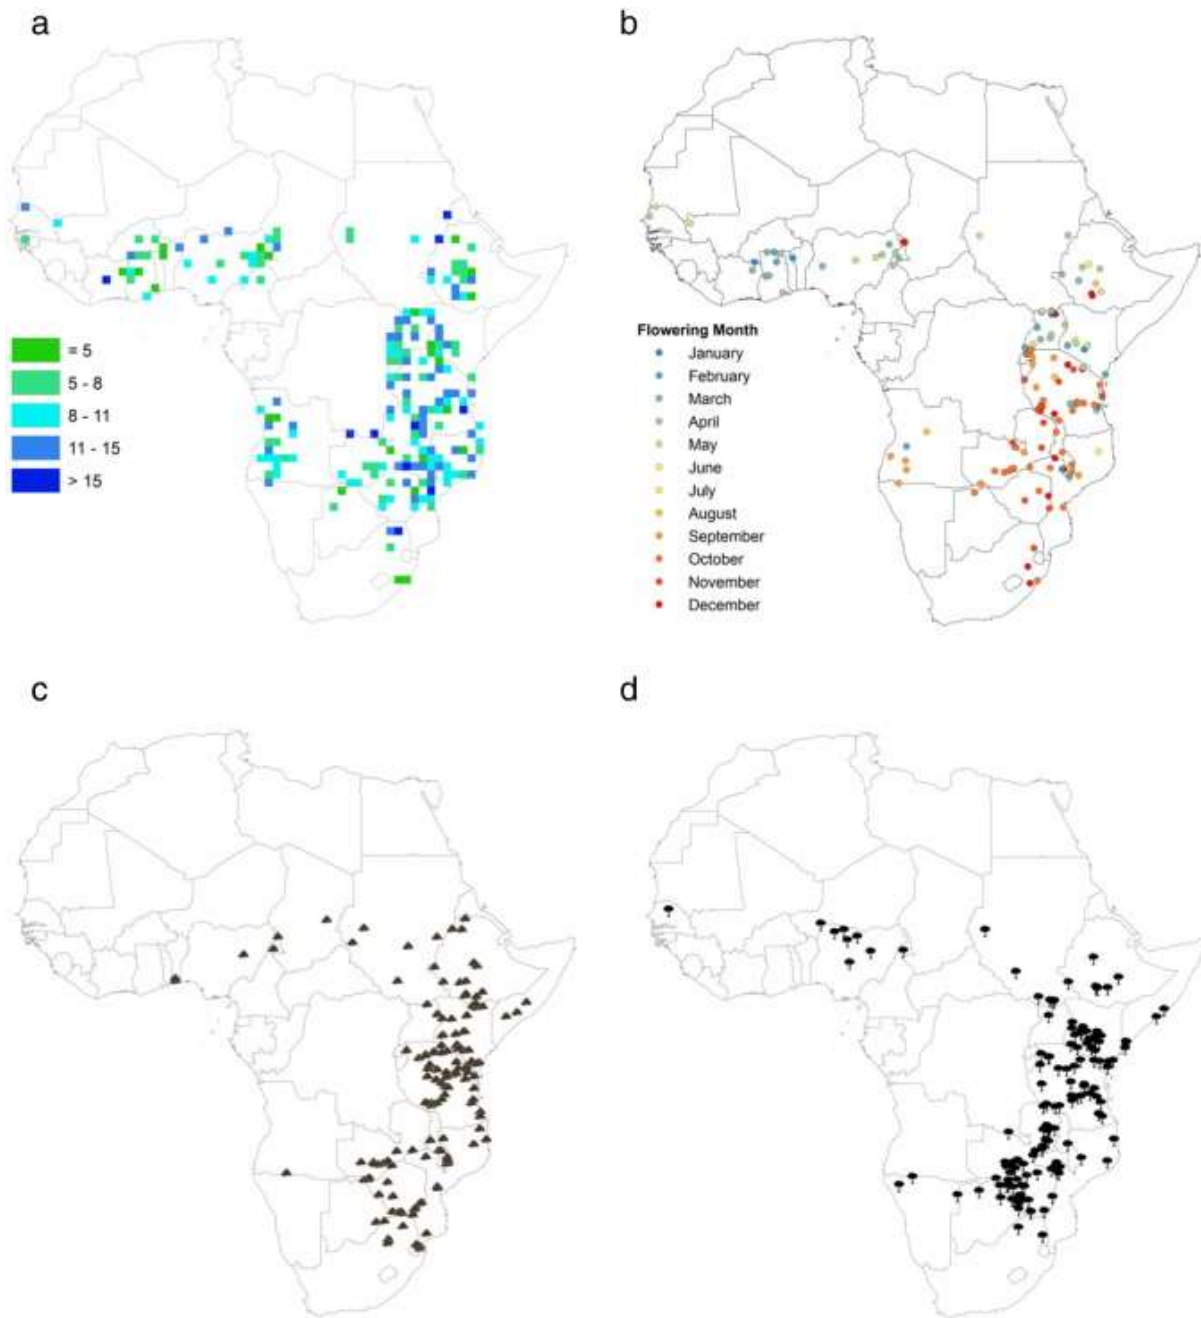 a
b
= 5
5 - 8
8 - 11
11 - 15
> 15
Flowering Month
January
February
March
April
May
June
July
August
September
October
November
December
c
d